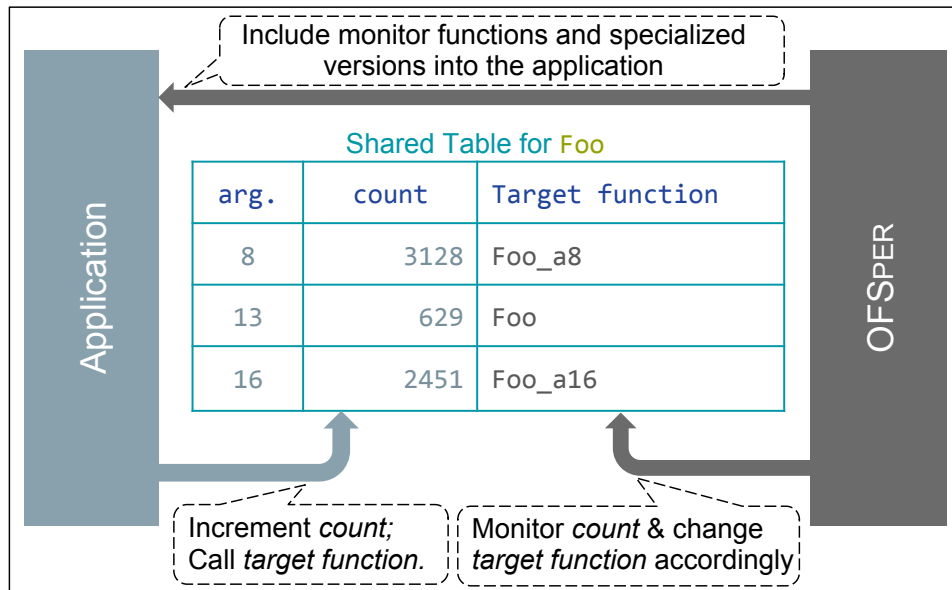 Include monitor functions and specialized
versions into the application
Shared Table for Foo
arg. count Target function
8 3128 Foo_a8
13 629 Foo
16 2451 Foo_a16
Application
OFSPER
Increment count;
Call target function.
Monitor count & change
target function accordingly